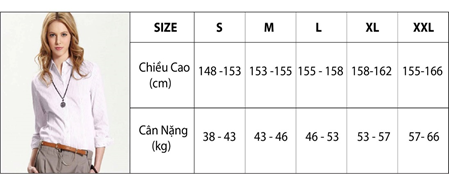 SIZE S M L XL XXL
Chiều Cao 148 -153 153 -155 155 - 158 158-162 155-166
(cm)
Cân Nặng 38 - 43 43 - 46 46 - 53 53 - 57 57- 66
(kg)